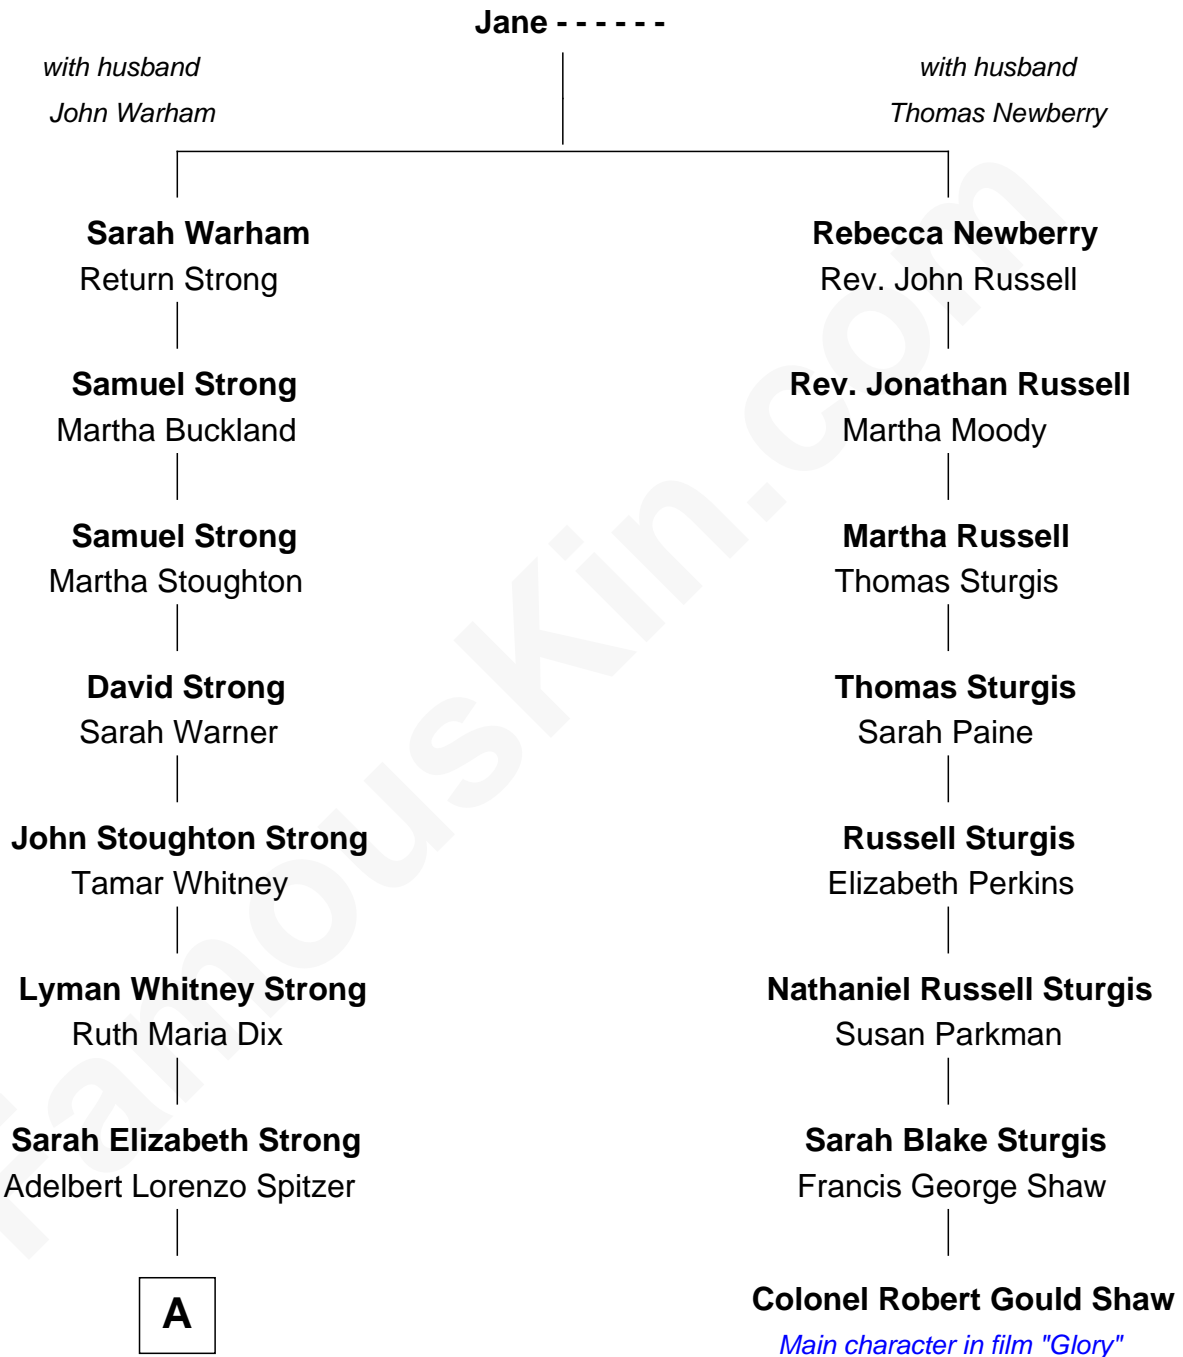 Jane - - - - - -
with husband
John Warham
with husband
Thomas Newberry
Sarah Warham
Return Strong
Rebecca Newberry
Rev. John Russell
Samuel Strong
Martha Buckland
Rev. Jonathan Russell
Martha Moody
Samuel Strong
Martha Stoughton
Martha Russell
Thomas Sturgis
David Strong
Sarah Warner
Thomas Sturgis
Sarah Paine
John Stoughton Strong
Tamar Whitney
Russell Sturgis
Elizabeth Perkins
Lyman Whitney Strong
Ruth Maria Dix
Nathaniel Russell Sturgis
Susan Parkman
Sarah Elizabeth Strong
Adelbert Lorenzo Spitzer
Sarah Blake Sturgis
Francis George Shaw
A
Colonel Robert Gould Shaw
Main character in film "Glory"
FamousKin.com